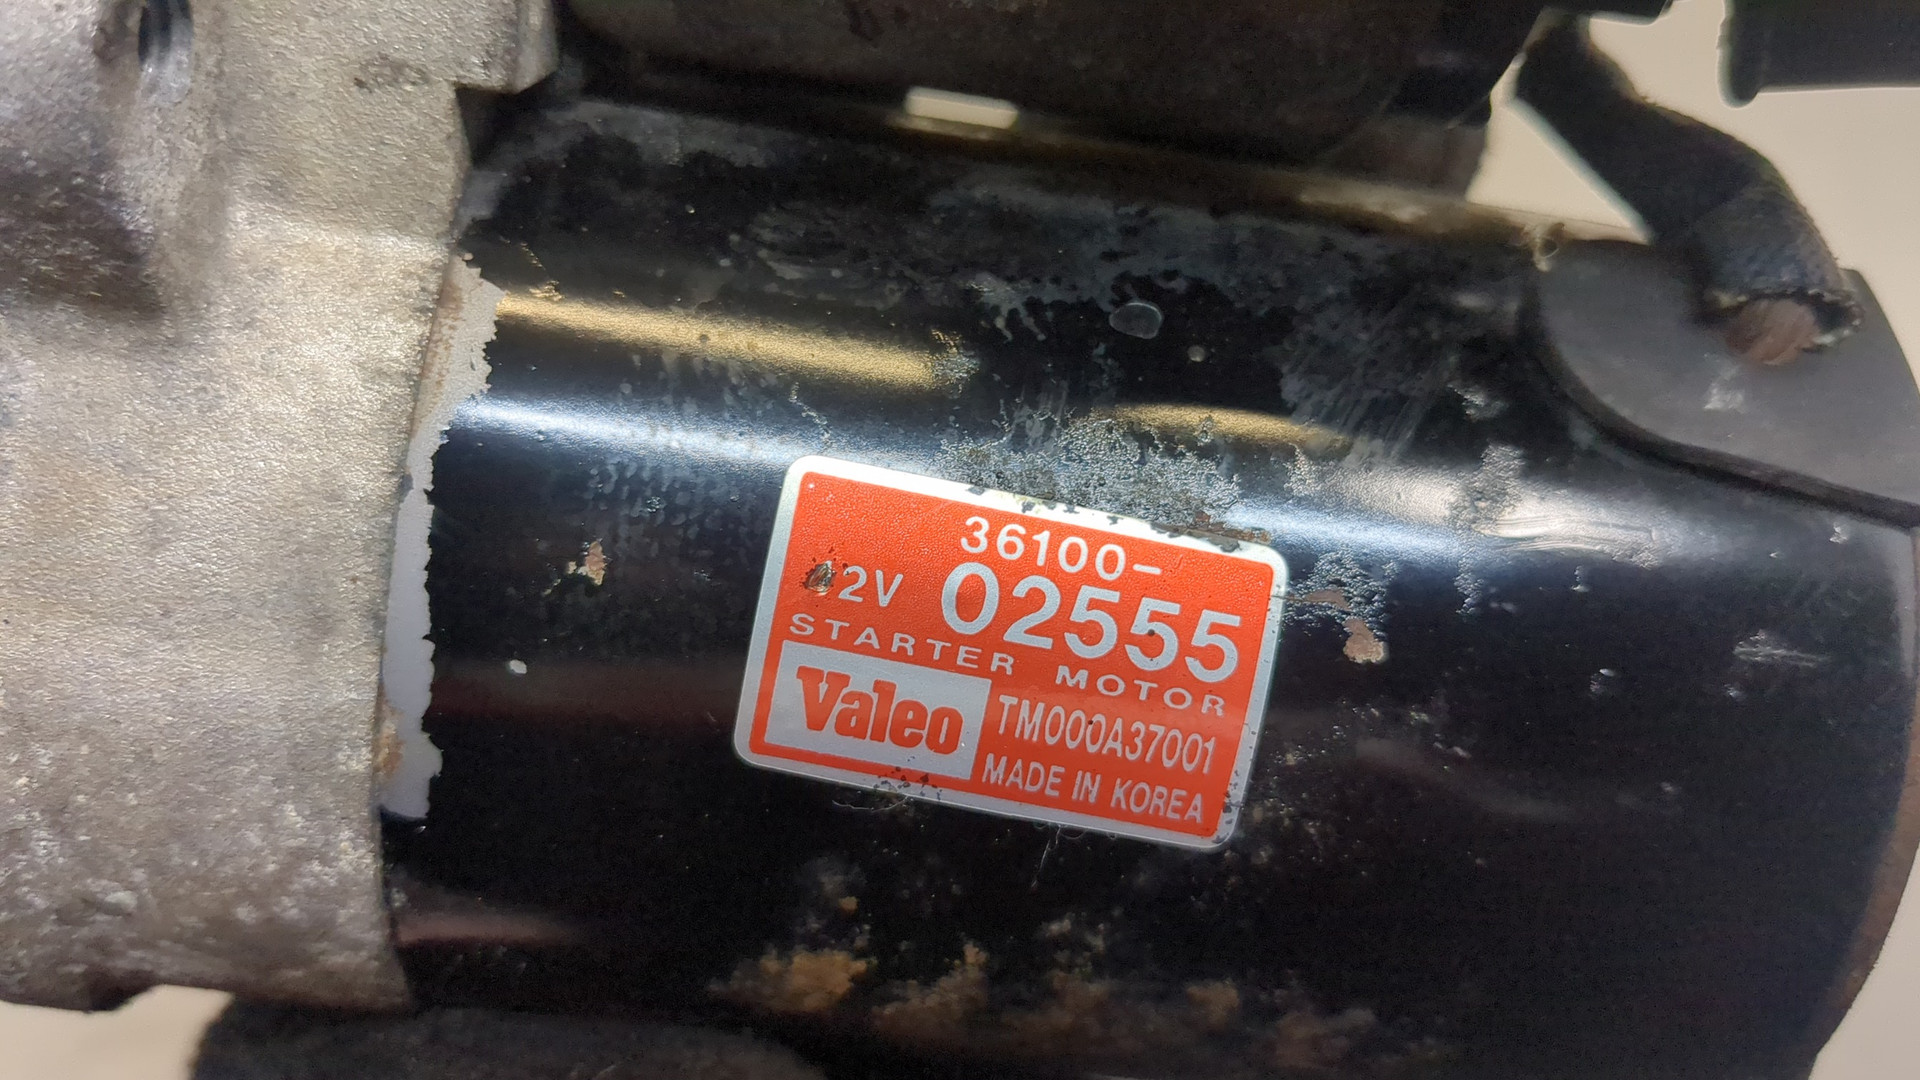 36100-
12V 02555
STARTER MOTOR
Valeo TM000A37001
MADE IN KOREA